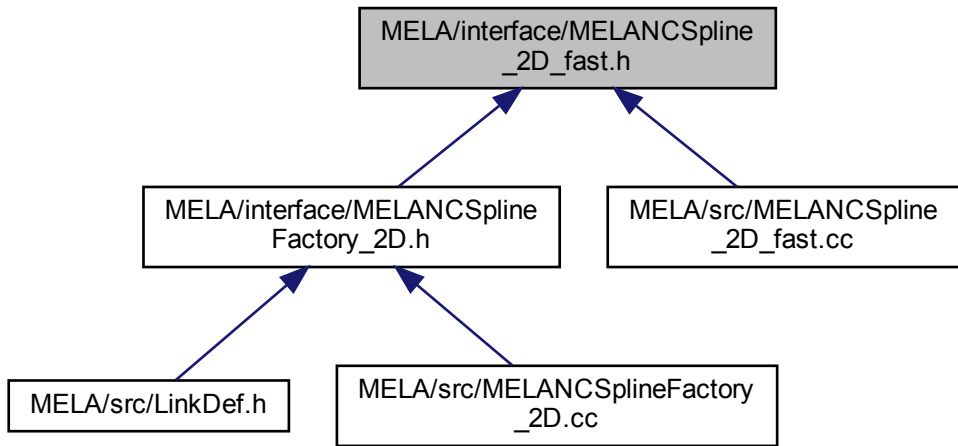 MELA/interface/MELANCSpline
_2D_fast.h
MELA/interface/MELANCSpline
Factory_2D.h
MELA/src/MELANCSpline
_2D_fast.cc
MELA/src/LinkDef.h
MELA/src/MELANCSplineFactory
_2D.cc